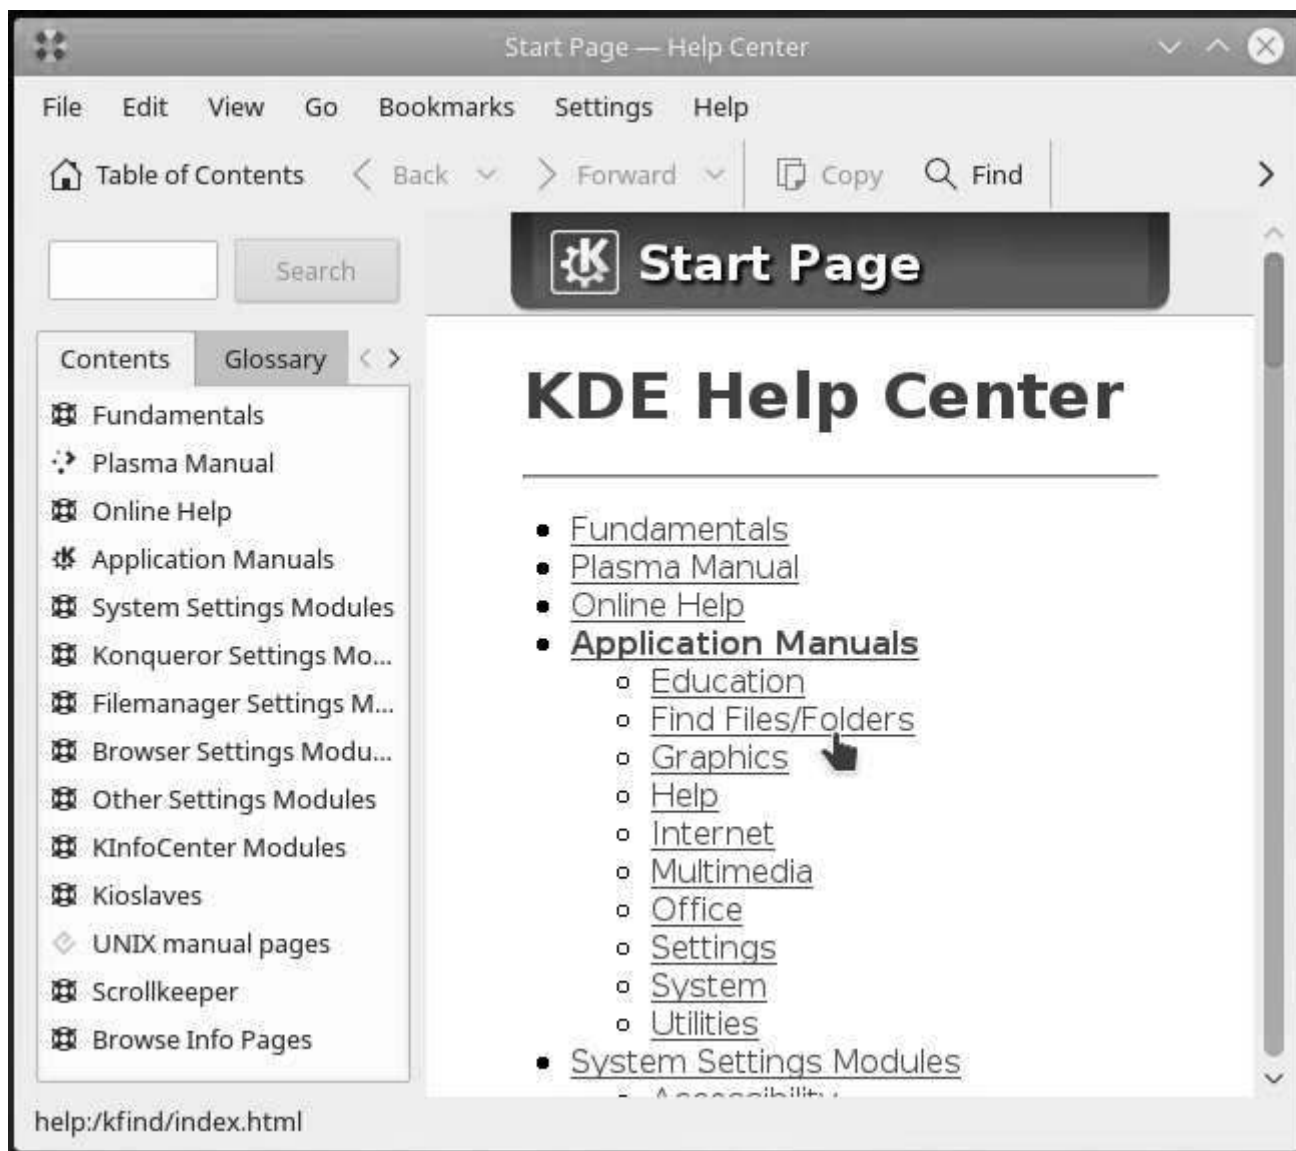 Start Page — Help Center
File Edit View Go Bookmarks Settings Help
Table of Contents Back Forward Copy Find
Search
Start Page
Contents Glossary
Fundamentals
Plasma Manual
Online Help
Application Manuals
System Settings Modules
Konqueror Settings Mo...
Filemanager Settings M...
Browser Settings Modu...
Other Settings Modules
KInfoCenter Modules
Kioslaves
UNIX manual pages
Scrollkeeper
Browse Info Pages
KDE Help Center
Fundamentals
Plasma Manual
Online Help
Application Manuals
Education
Find Files/Folders
Graphics
Help
Internet
Multimedia
Office
Settings
System
Utilities
System Settings Modules
Accessibility
help:/kfind/index.html